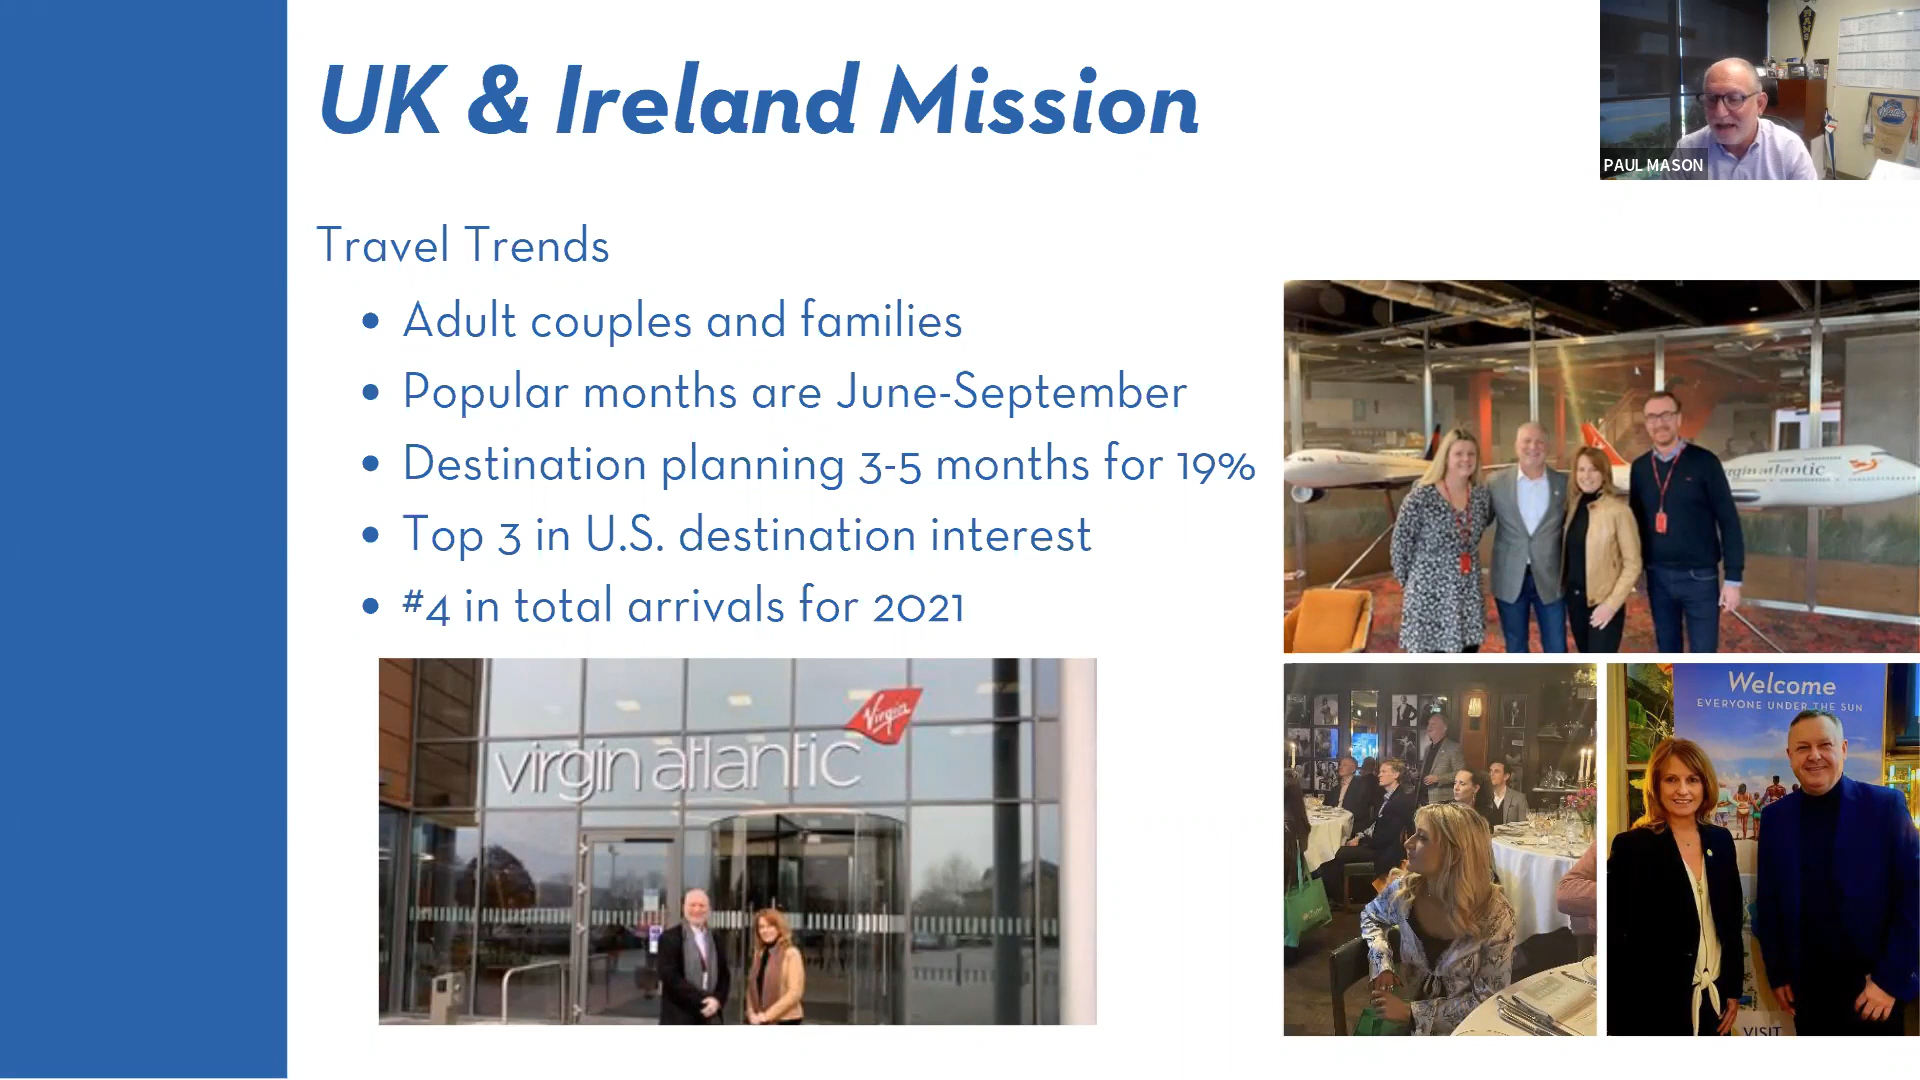 UK & Ireland Mission
PAUL MASON
Travel Trends
• Adult couples and families
• Popular months are June-September
• Destination planning 3-5 months for 19%
• Top 3 in U.S. destination interest
• #4 in total arrivals for 2021
virgin atlantic
Virgin
virgin atlantic
Welcome
EVERYONE UNDER THE SUN
VISIT